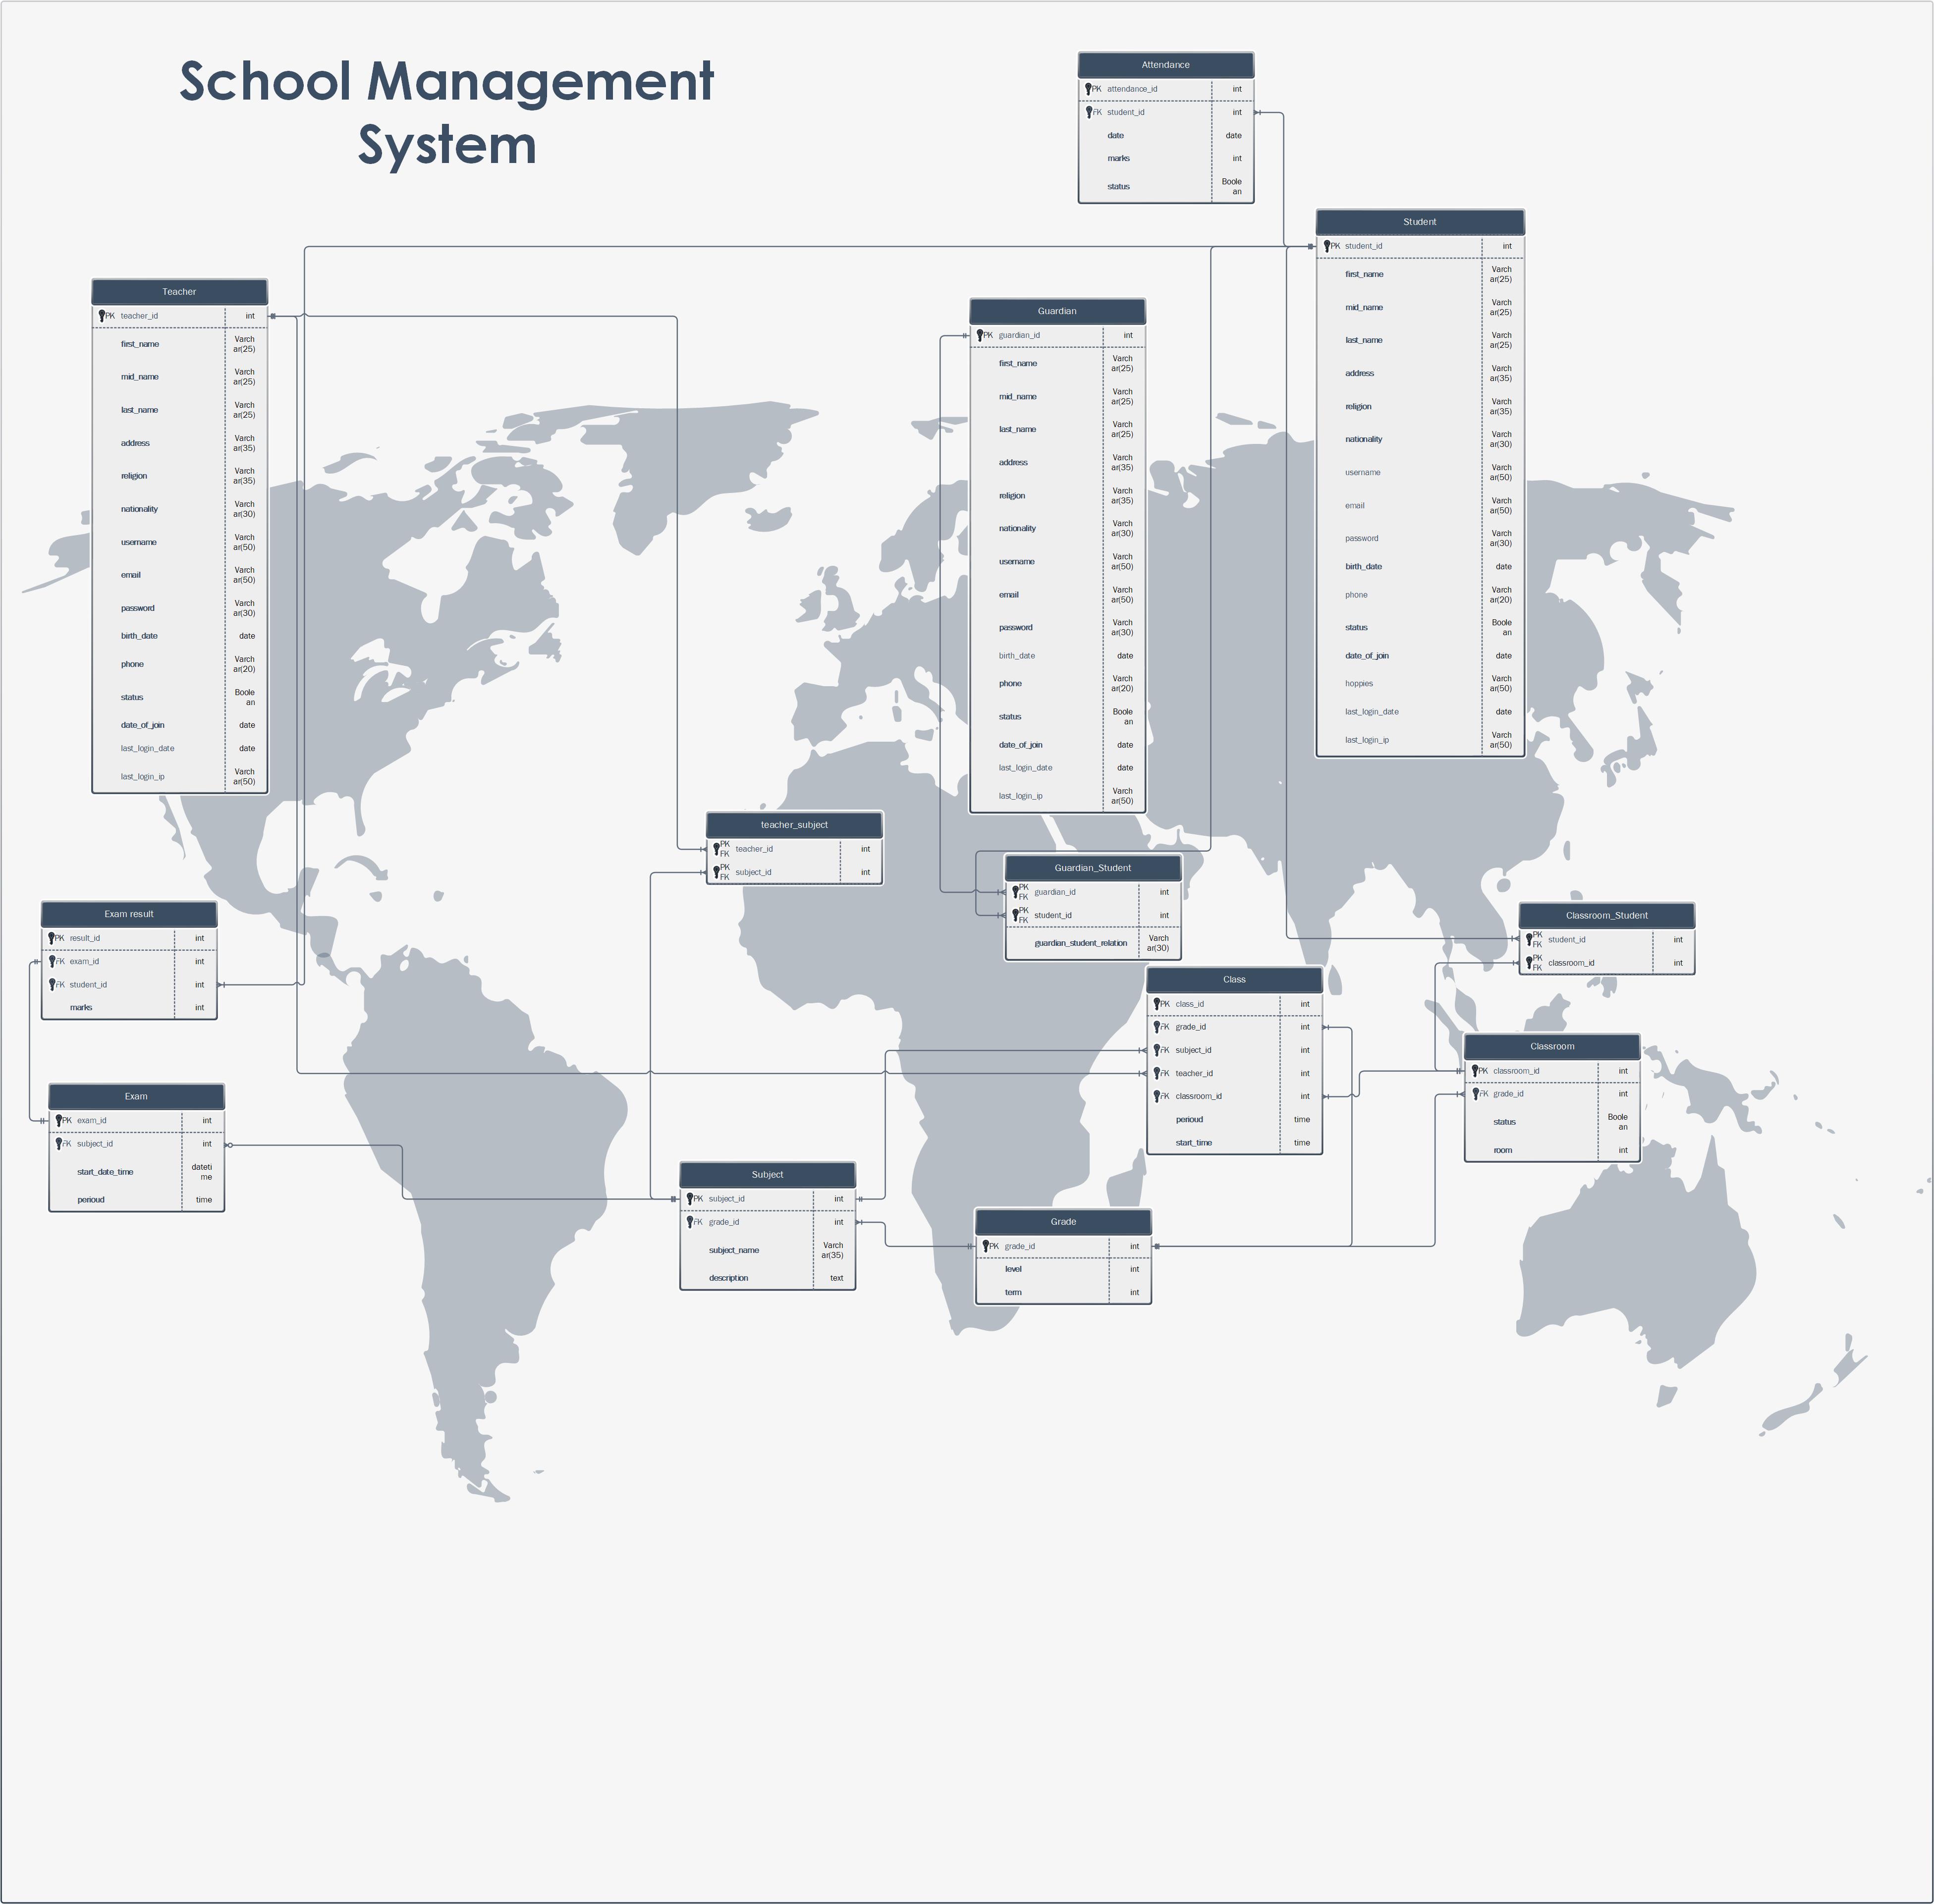 School Management
System
Attendance
PK attendance_id int
FK student_id int
date date
marks int
status Boole
an
Student
PK student_id int
first_name Varch
ar(25)
mid_name Varch
ar(25)
last_name Varch
ar(25)
address Varch
ar(35)
religion Varch
ar(35)
nationality Varch
ar(30)
username Varch
ar(50)
email Varch
ar(50)
password Varch
ar(30)
birth_date date
phone Varch
ar(20)
status Boole
an
date_of_join date
hoppies Varch
ar(50)
last_login_date date
last_login_ip Varch
ar(50)
Teacher
PK teacher_id int
first_name Varch
ar(25)
mid_name Varch
ar(25)
last_name Varch
ar(25)
address Varch
ar(35)
religion Varch
ar(35)
nationality Varch
ar(30)
username Varch
ar(50)
email Varch
ar(50)
password Varch
ar(30)
birth_date date
phone Varch
ar(20)
status Boole
an
date_of_join date
last_login_date date
last_login_ip Varch
ar(50)
Guardian
PK guardian_id int
first_name Varch
ar(25)
mid_name Varch
ar(25)
last_name Varch
ar(25)
address Varch
ar(35)
religion Varch
ar(35)
nationality Varch
ar(30)
username Varch
ar(50)
email Varch
ar(50)
password Varch
ar(30)
birth_date date
phone Varch
ar(20)
status Boole
an
date_of_join date
last_login_date date
last_login_ip Varch
ar(50)
teacher_subject
PK
FK teacher_id int
PK
FK subject_id int
Guardian_Student
PK
FK guardian_id int
PK
FK student_id int
guardian_student_relation Varch
ar(30)
Exam result
PK result_id int
FK exam_id int
FK student_id int
marks int
Classroom_Student
PK
FK student_id int
PK
FK classroom_id int
Class
PK class_id int
FK grade_id int
FK subject_id int
FK teacher_id int
FK classroom_id int
perioud time
start_time time
Classroom
PK classroom_id int
FK grade_id int
status Boole
an
room int
Exam
PK exam_id int
FK subject_id int
start_date_time dateti
me
perioud time
Subject
PK subject_id int
FK grade_id int
subject_name Varch
ar(35)
description text
Grade
PK grade_id int
level int
term int